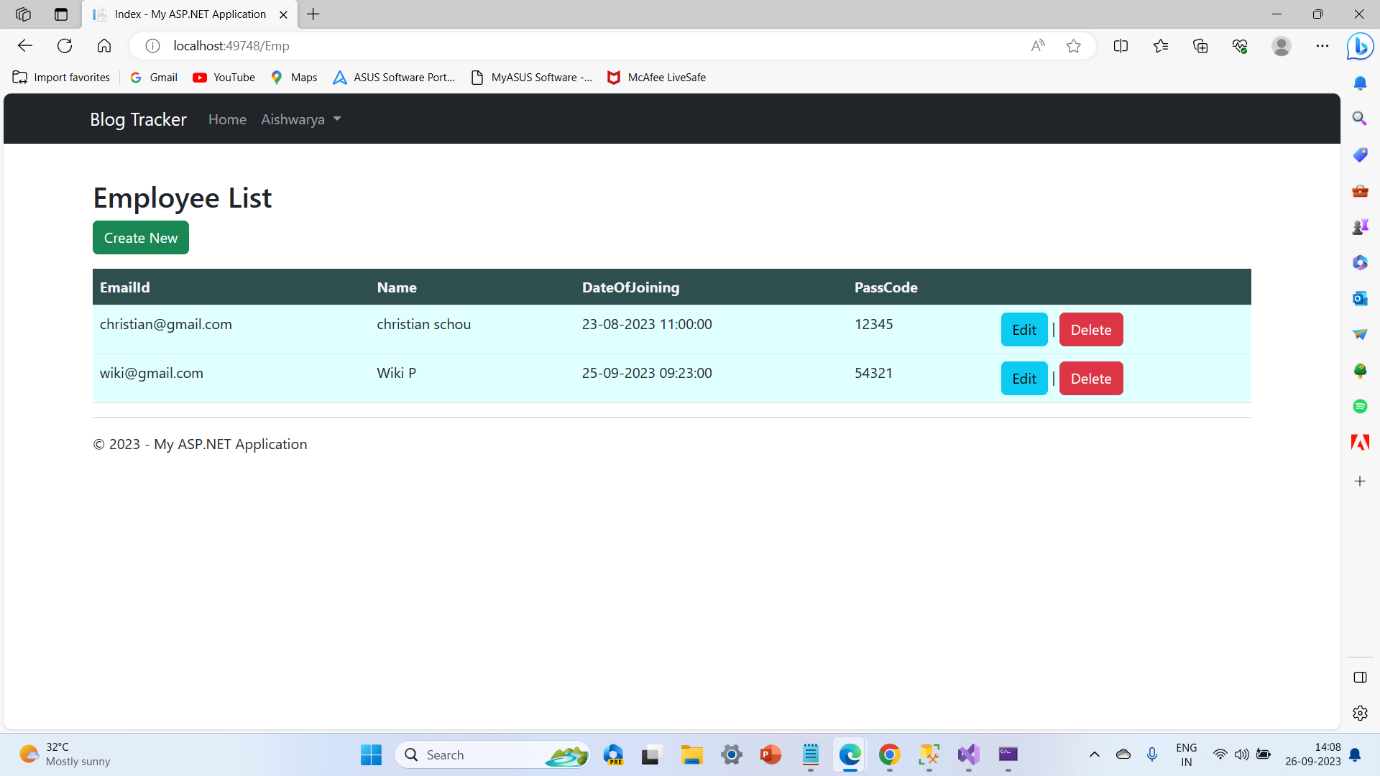 Index - My ASP.NET Application
localhost:49748/Emp
Import favorites Gmail YouTube Maps ASUS Software Port... MyASUS Software -... McAfee LiveSafe
Blog Tracker Home Aishwarya
Employee List
Create New
EmailId Name DateOfJoining PassCode
christian@gmail.com christian schou 23-08-2023 11:00:00 12345 Edit | Delete
wiki@gmail.com Wiki P 25-09-2023 09:23:00 54321 Edit | Delete
© 2023 - My ASP.NET Application
32°C
Mostly sunny
Search
PRE
ENG
IN
14:08
26-09-2023